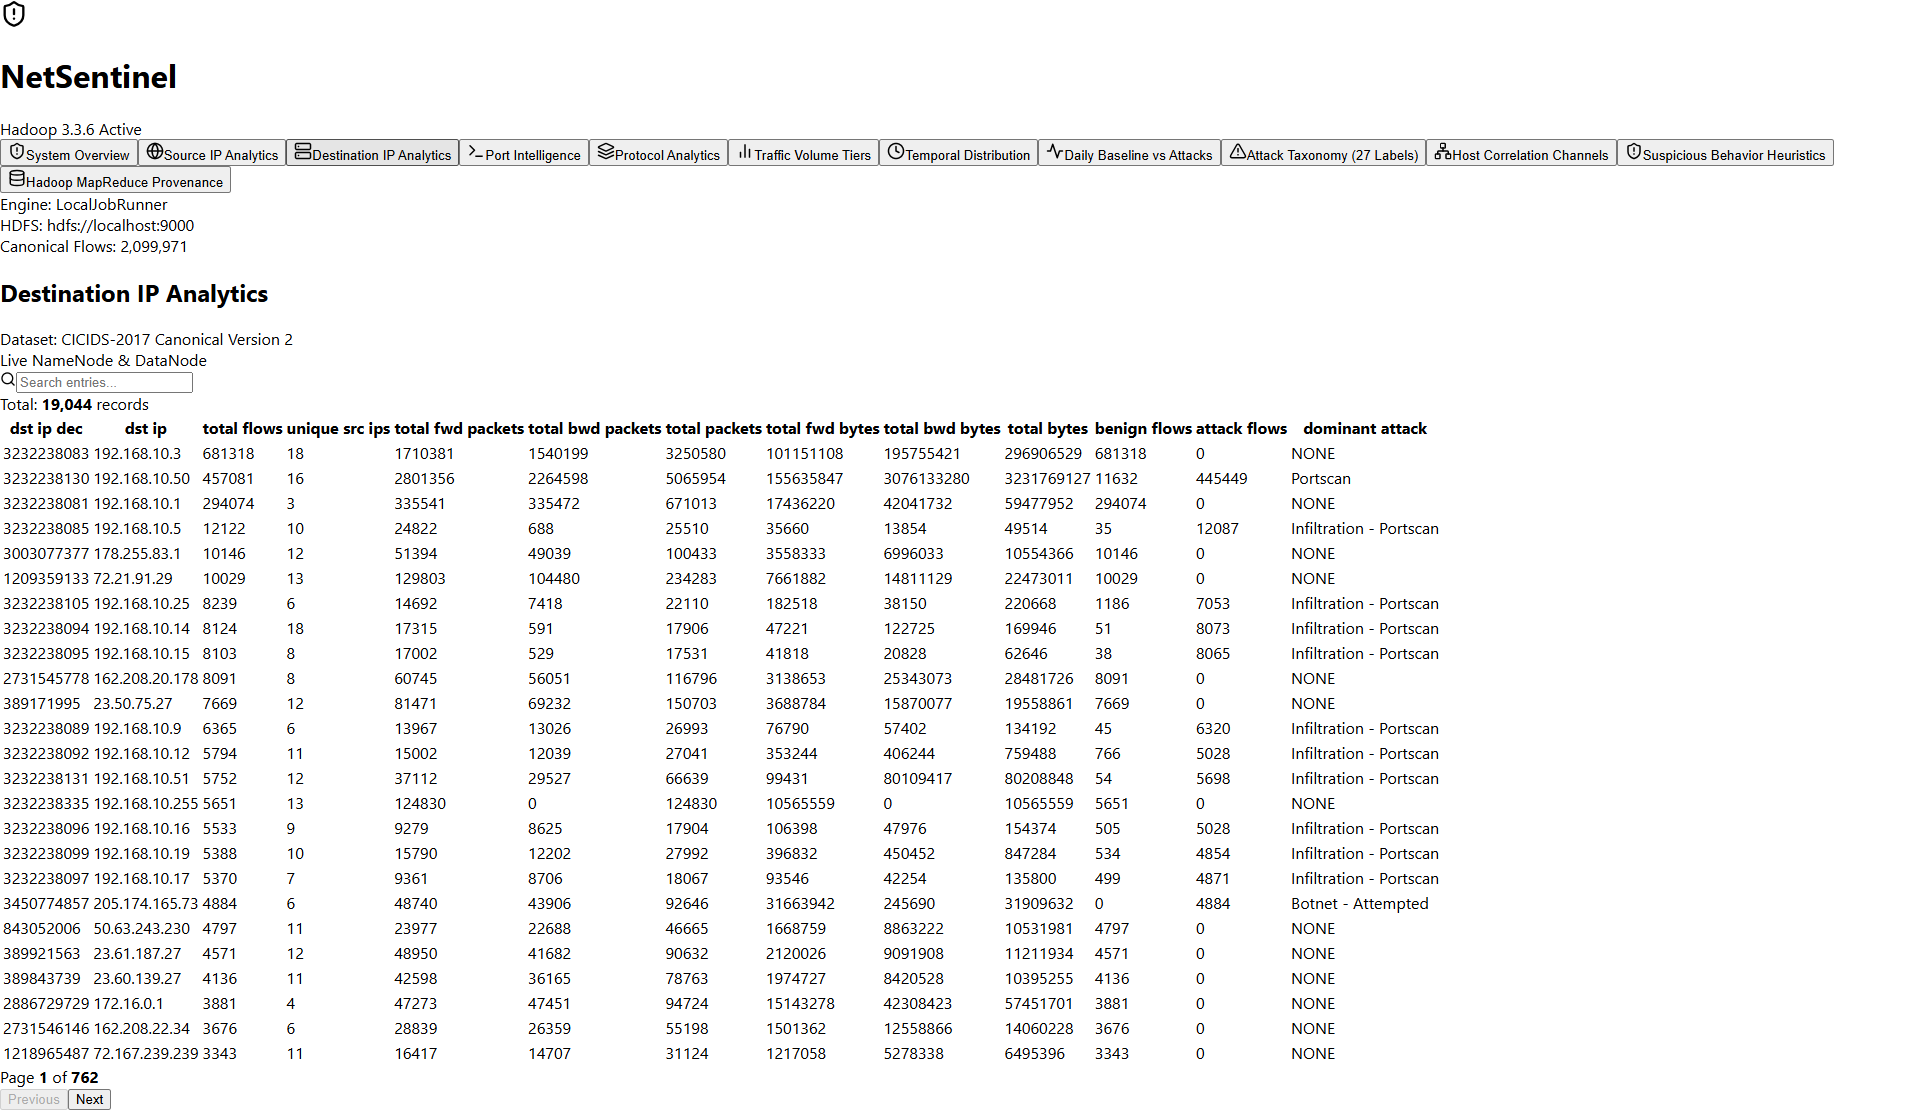 NetSentinel
Hadoop 3.3.6 Active
System Overview Source IP Analytics Destination IP Analytics Port Intelligence Protocol Analytics Traffic Volume Tiers Temporal Distribution Daily Baseline vs Attacks Attack Taxonomy (27 Labels) Host Correlation Channels Suspicious Behavior Heuristics
Hadoop MapReduce Provenance
Engine: LocalJobRunner
HDFS: hdfs://localhost:9000
Canonical Flows: 2,099,971
Destination IP Analytics
Dataset: CICIDS-2017 Canonical Version 2
Live NameNode & DataNode
Search entries...
Total: 19,044 records
dst ip dec dst ip total flows unique src ips total fwd packets total bwd packets total packets total fwd bytes total bwd bytes total bytes benign flows attack flows dominant attack
3232238083 192.168.10.3 681318 18 1710381 1540199 3250580 101151108 195755421 296906529 681318 0 NONE
3232238130 192.168.10.50 457081 16 2801356 2264598 5065954 155635847 3076133280 3231769127 11632 445449 Portscan
3232238081 192.168.10.1 294074 3 335541 335472 671013 17436220 42041732 59477952 294074 0 NONE
3232238085 192.168.10.5 12122 10 24822 688 25510 35660 13854 49514 35 12087 Infiltration - Portscan
3003077377 178.255.83.1 10146 12 51394 49039 100433 3558333 6996033 10554366 10146 0 NONE
1209359133 72.21.91.29 10029 13 129803 104480 234283 7661882 14811129 22473011 10029 0 NONE
3232238105 192.168.10.25 8239 6 14692 7418 22110 182518 38150 220668 1186 7053 Infiltration - Portscan
3232238094 192.168.10.14 8124 18 17315 591 17906 47221 122725 169946 51 8073 Infiltration - Portscan
3232238095 192.168.10.15 8103 8 17002 529 17531 41818 20828 62646 38 8065 Infiltration - Portscan
2731545778 162.208.20.178 8091 8 60745 56051 116796 3138653 25343073 28481726 8091 0 NONE
389171995 23.50.75.27 7669 12 81471 69232 150703 3688784 15870077 19558861 7669 0 NONE
3232238089 192.168.10.9 6365 6 13967 13026 26993 76790 57402 134192 45 6320 Infiltration - Portscan
3232238092 192.168.10.12 5794 11 15002 12039 27041 353244 406244 759488 766 5028 Infiltration - Portscan
3232238131 192.168.10.51 5752 12 37112 29527 66639 99431 80109417 80208848 54 5698 Infiltration - Portscan
3232238335 192.168.10.255 5651 13 124830 0 124830 10565559 0 10565559 5651 0 NONE
3232238096 192.168.10.16 5533 9 9279 8625 17904 106398 47976 154374 505 5028 Infiltration - Portscan
3232238099 192.168.10.19 5388 10 15790 12202 27992 396832 450452 847284 534 4854 Infiltration - Portscan
3232238097 192.168.10.17 5370 7 9361 8706 18067 93546 42254 135800 499 4871 Infiltration - Portscan
3450774857 205.174.165.73 4884 6 48740 43906 92646 31663942 245690 31909632 0 4884 Botnet - Attempted
843052006 50.63.243.230 4797 11 23977 22688 46665 1668759 8863222 10531981 4797 0 NONE
389921563 23.61.187.27 4571 12 48950 41682 90632 2120026 9091908 11211934 4571 0 NONE
389843739 23.60.139.27 4136 11 42598 36165 78763 1974727 8420528 10395255 4136 0 NONE
2886729729 172.16.0.1 3881 4 47273 47451 94724 15143278 42308423 57451701 3881 0 NONE
2731546146 162.208.22.34 3676 6 28839 26359 55198 1501362 12558866 14060228 3676 0 NONE
1218965487 72.167.239.239 3343 11 16417 14707 31124 1217058 5278338 6495396 3343 0 NONE
Page 1 of 762
Previous Next